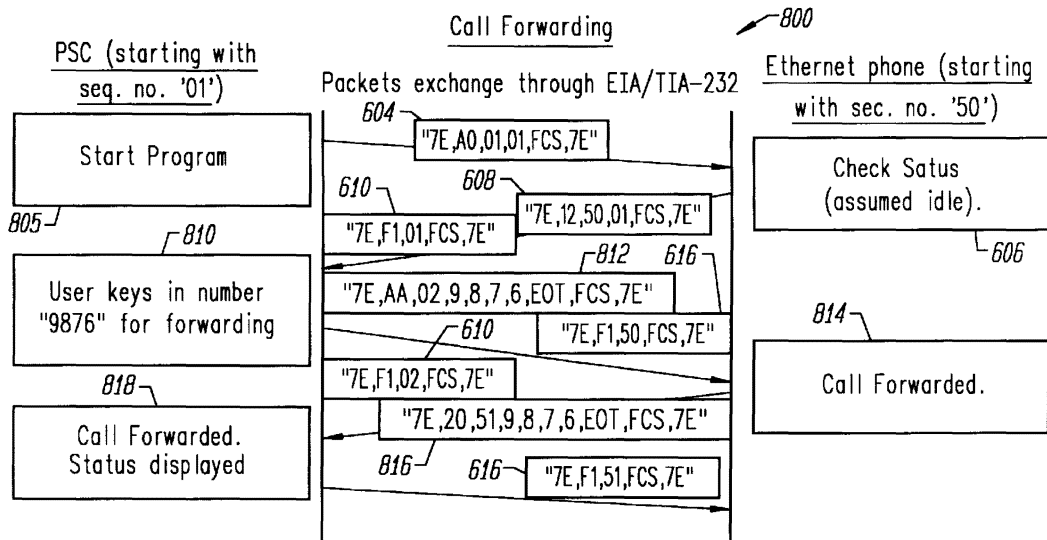 Call Forwarding
800
PSC (starting with
seq. no. '01')
Packets exchange through EIA/TIA-232
Ethernet phone (starting
with sec. no. '50')
604
"7E,A0,01,01,FCS,7E"
Start Program
805
Check Satus
(assumed idle).
606
608
"7E,12,50,01,FCS,7E"
610
"7E,F1,01,FCS,7E"
810
User keys in number
"9876" for forwarding
812
"7E,AA,02,9,8,7,6,EOT,FCS,7E"
616
"7E,F1,50,FCS,7E"
814
Call Forwarded.
610
"7E,F1,02,FCS,7E"
818
Call Forwarded.
Status displayed
"7E,20,51,9,8,7,6,EOT,FCS,7E"
816
616
"7E,F1,51,FCS,7E"